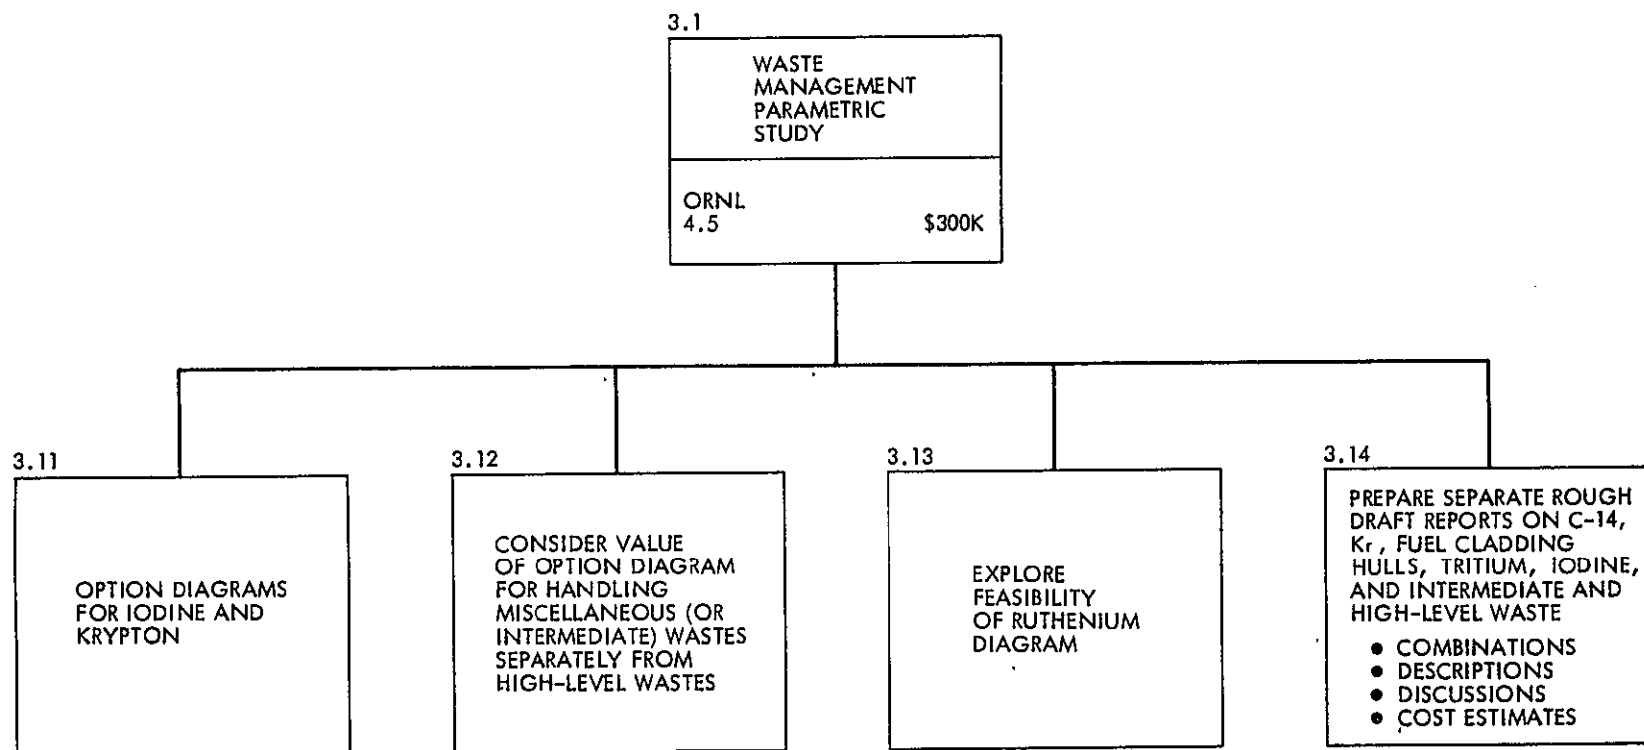 3.1
WASTE
MANAGEMENT
PARAMETRIC
STUDY
ORNL
4.5 $300K
3.11
OPTION DIAGRAMS
FOR IODINE AND
KRYPTON
3.12
CONSIDER VALUE
OF OPTION DIAGRAM
FOR HANDLING
MISCELLANEOUS (OR
INTERMEDIATE) WASTES
SEPARATELY FROM
HIGH-LEVEL WASTES
3.13
EXPLORE
FEASIBILITY
OF RUTHENIUM
DIAGRAM
3.14
PREPARE SEPARATE ROUGH
DRAFT REPORTS ON C-14,
Kr, FUEL CLADDING
HULLS, TRITIUM, IODINE,
AND INTERMEDIATE AND
HIGH-LEVEL WASTE
• COMBINATIONS
• DESCRIPTIONS
• DISCUSSIONS
• COST ESTIMATES